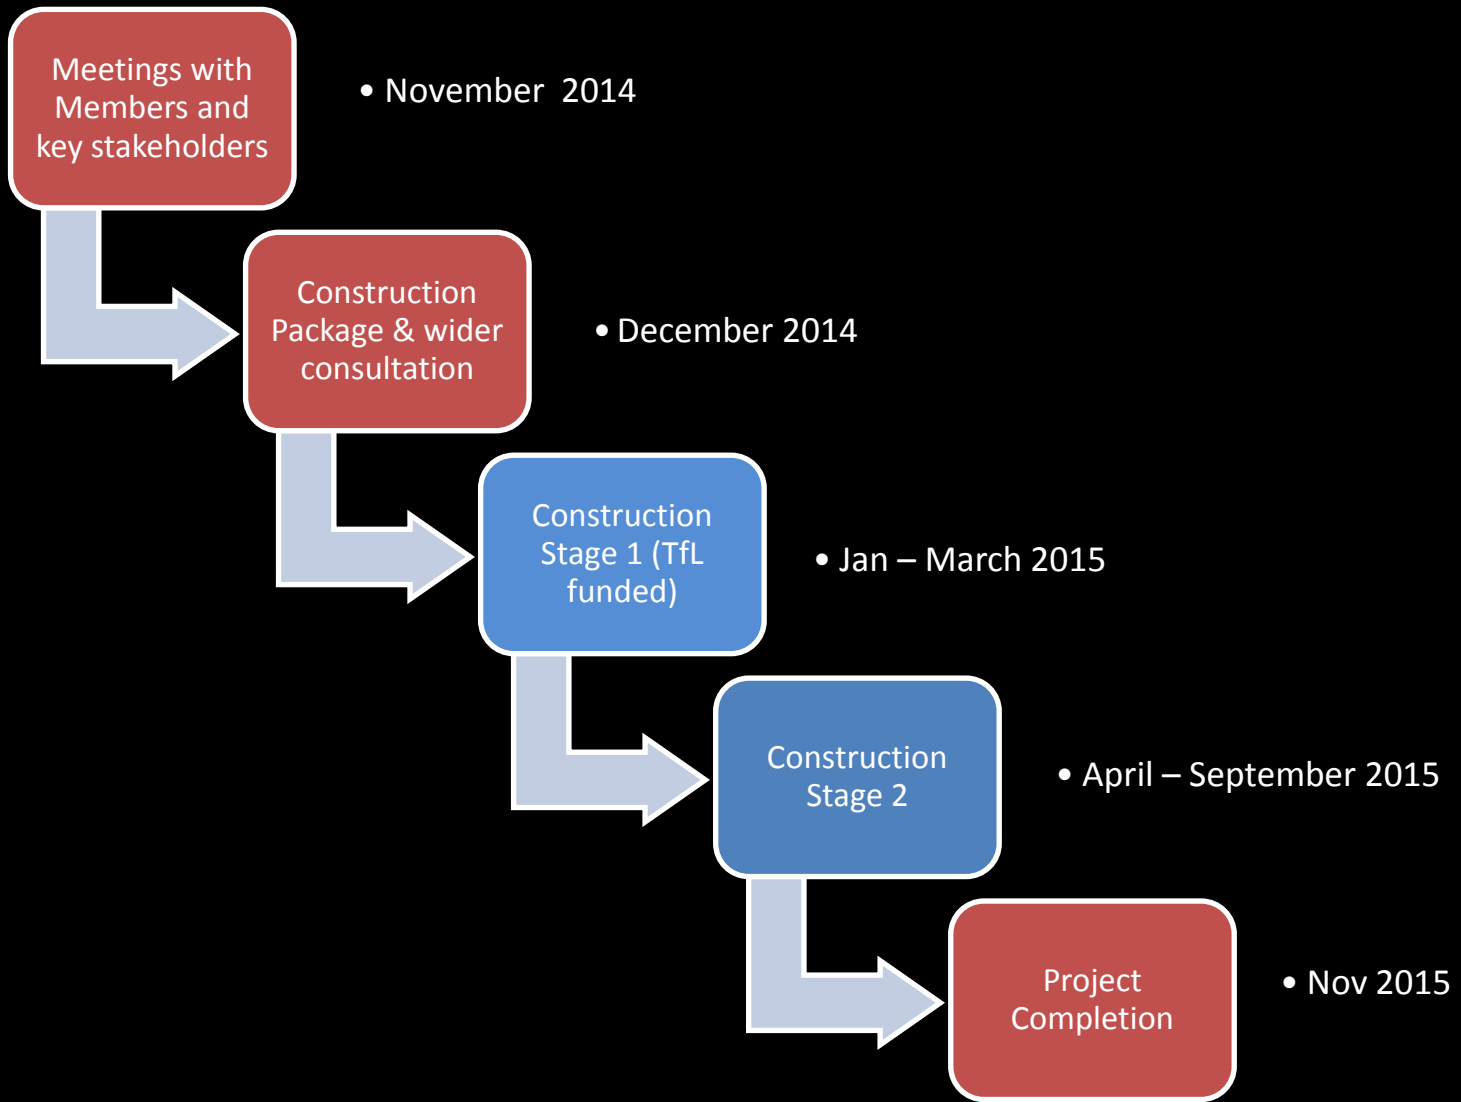 Meetings with
Members and
key stakeholders
• November  2014
Construction
Package & wider
consultation
• December 2014
Construction
Stage 1 (TfL
funded)
• Jan – March 2015
Construction
Stage 2
• April – September 2015
Project
Completion
• Nov 2015